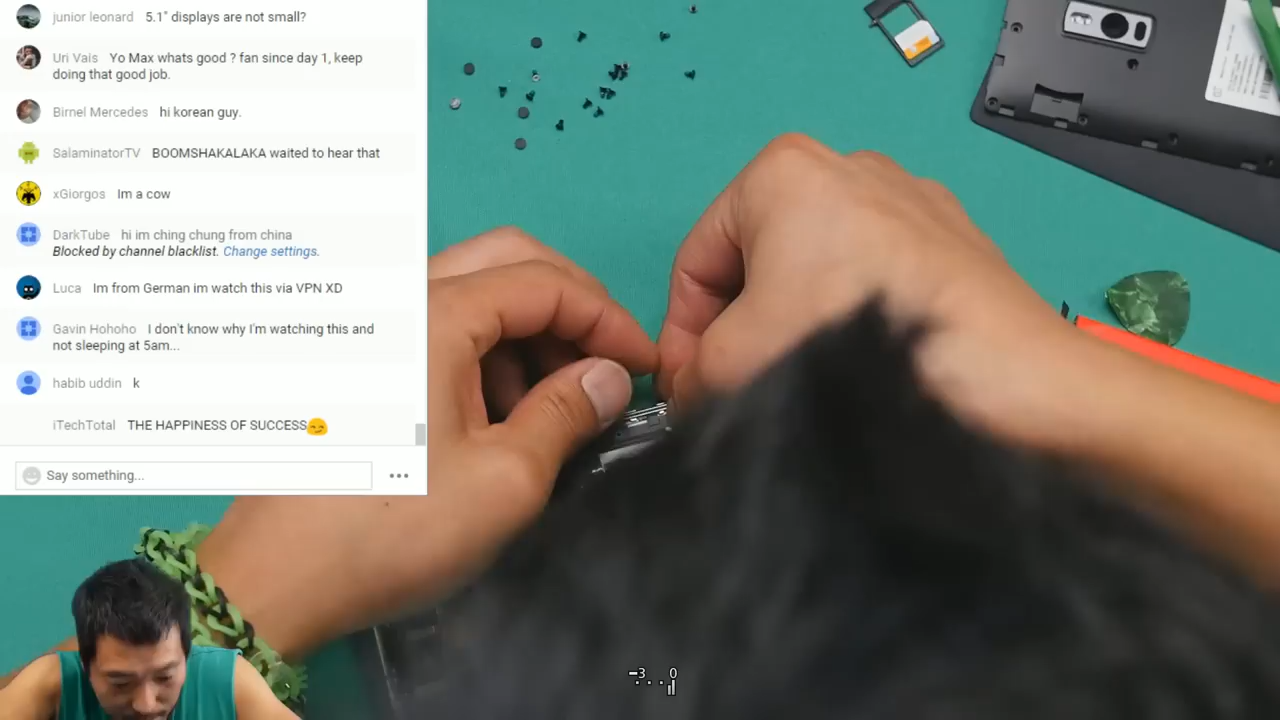 junior leonard 5.1" displays are not small?
Uri Vais Yo Max whats good ? fan since day 1, keep
doing that good job.
Birnel Mercedes hi korean guy.
SalaminatorTV BOOMSHAKALAKA waited to hear that
xGiorgos Im a cow
DarkTube hi im ching chung from china
Blocked by channel blacklist. Change settings.
Luca Im from German im watch this via VPN XD
Gavin Hohoho I don't know why I'm watching this and
not sleeping at 5am...
habib uddin k
iTechTotal THE HAPPINESS OF SUCCESS😏
Say something...
-3 0